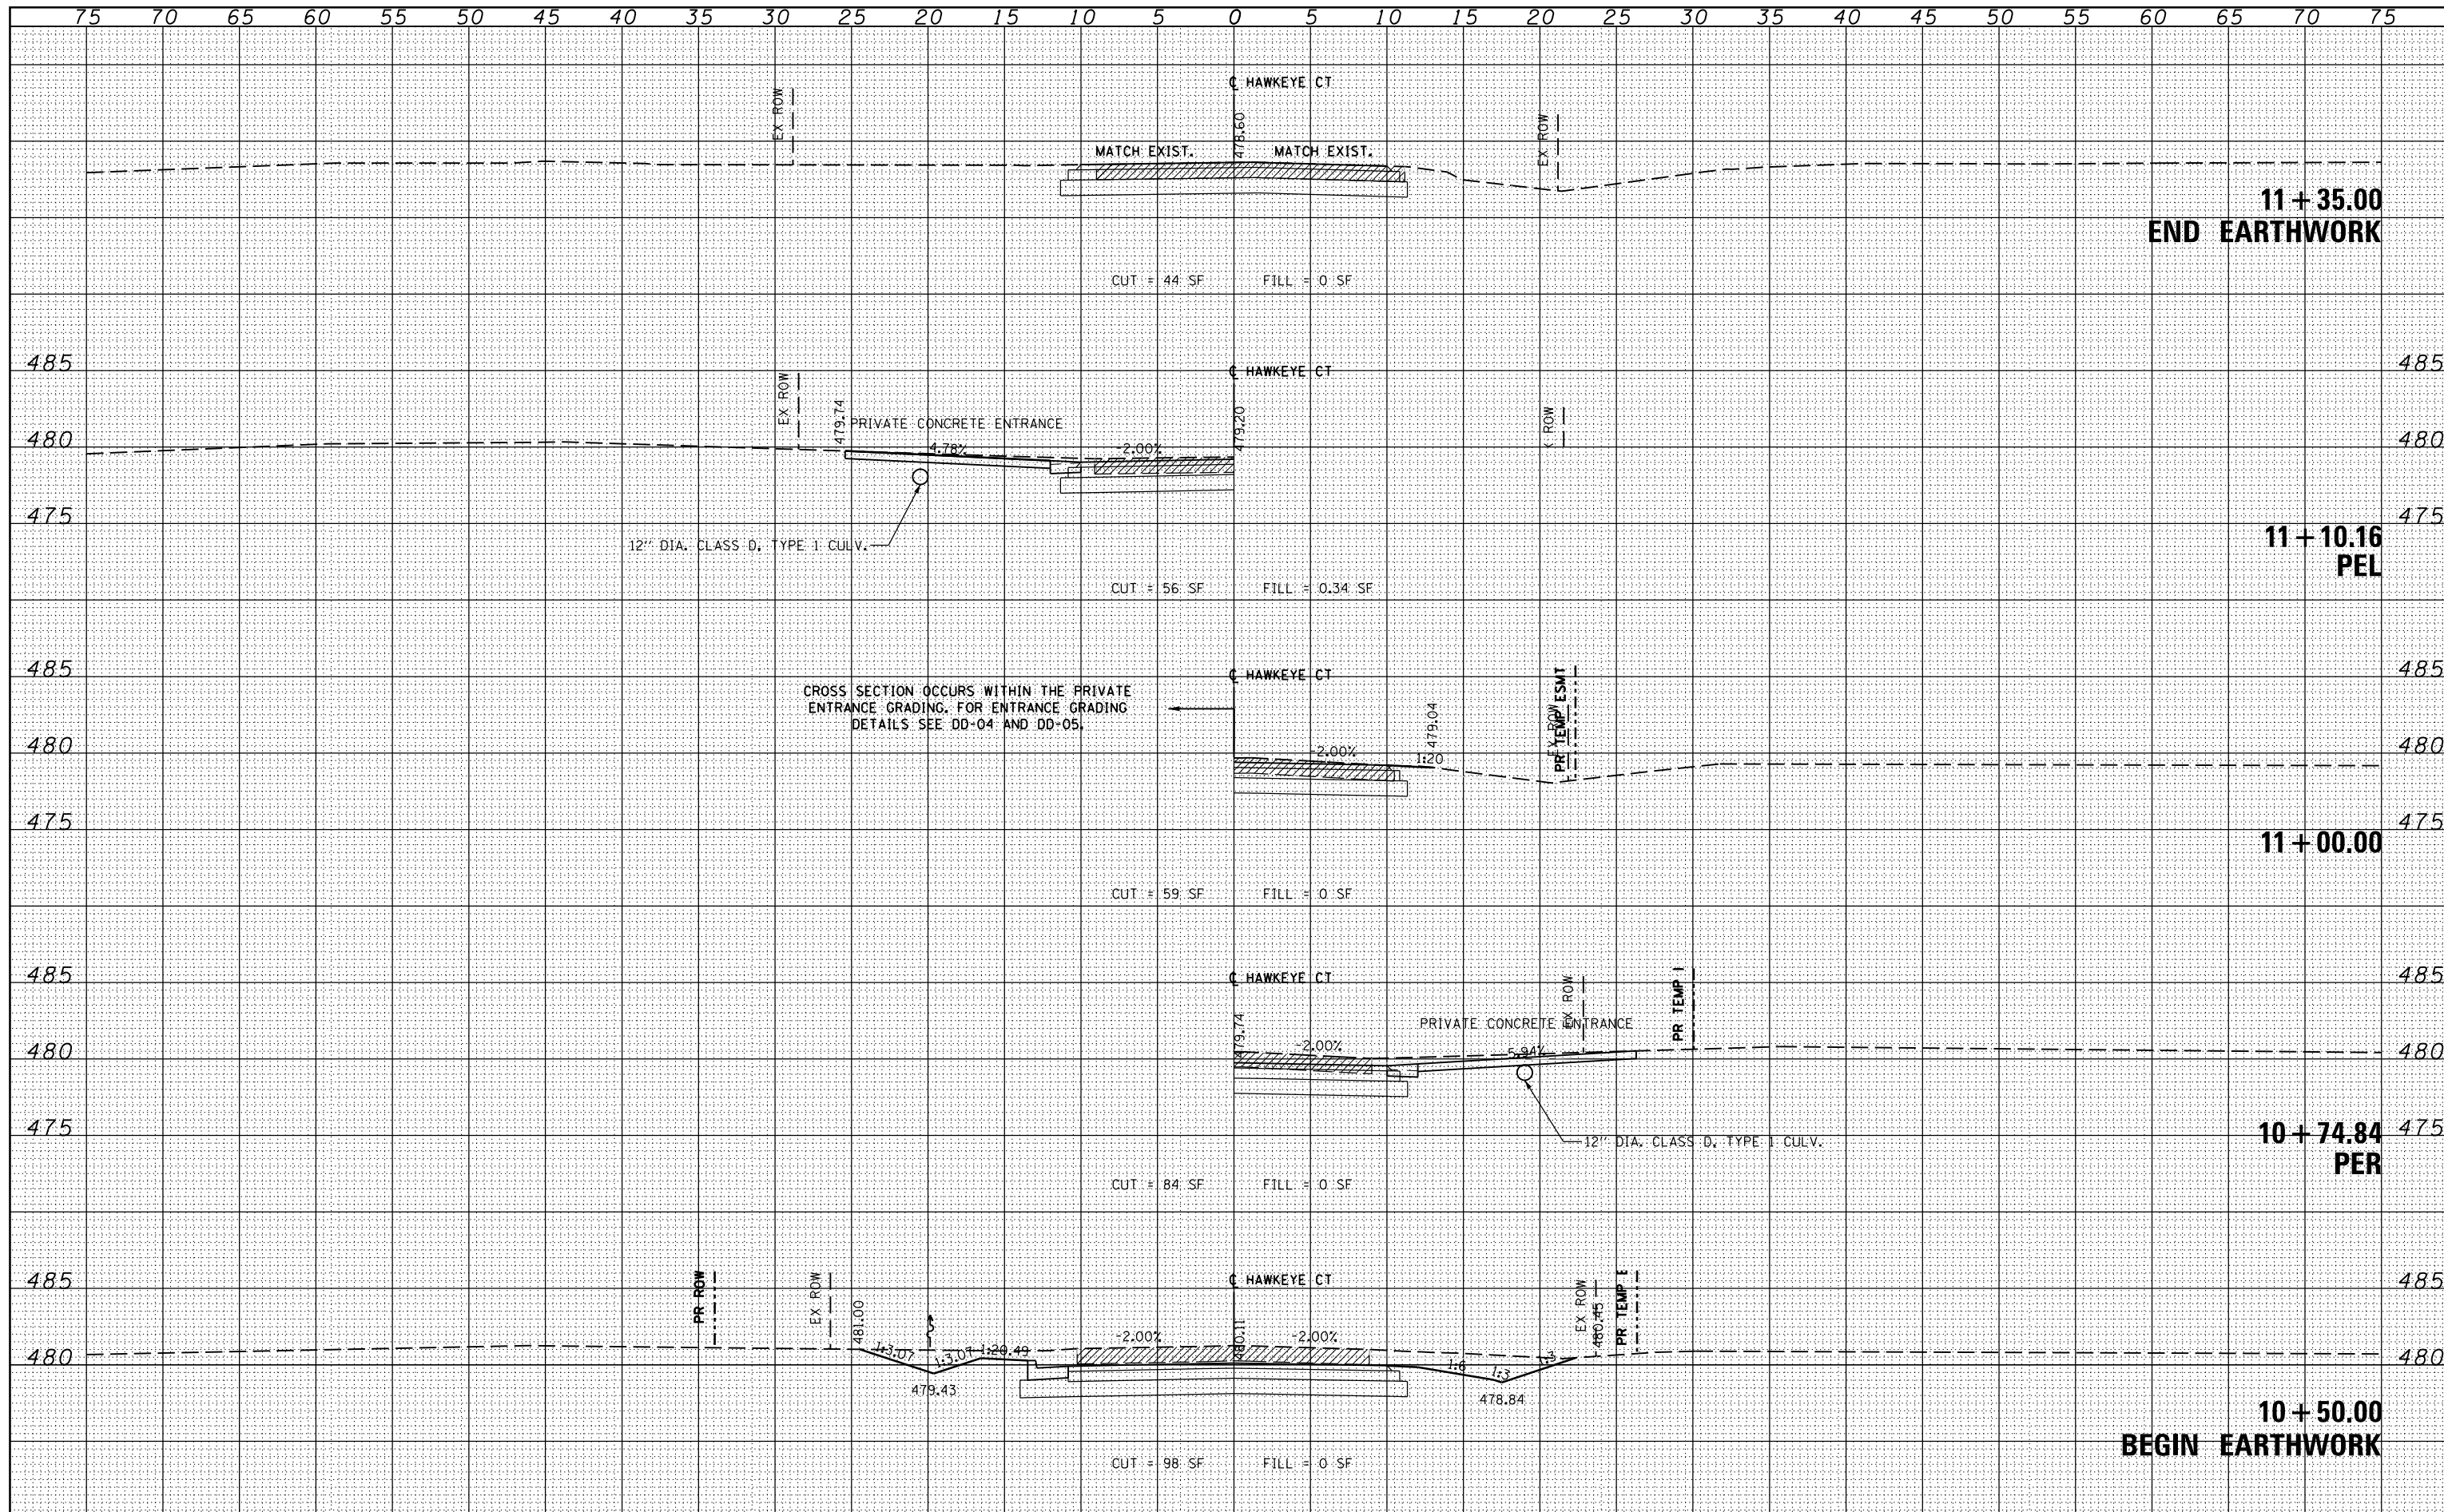 75 70 65 60 55 50 45 40 35 30 25 20 15 10 5 0 5 10 15 20 25 30 35 40 45 50 55 60 65 70 75
℄ HAWKEYE CT
EX ROW
478.60
EX ROW
MATCH EXIST.
MATCH EXIST.
11+35.00
END EARTHWORK
CUT = 44 SF
FILL = 0 SF
485
485
℄ HAWKEYE CT
EX ROW
479.74
PRIVATE CONCRETE ENTRANCE
479.20
ROW
480
480
4.78%
-2.00%
475
475
12" DIA. CLASS D, TYPE 1 CULV.
11+10.16
PEL
CUT = 56 SF
FILL = 0.34 SF
485
485
℄ HAWKEYE CT
CROSS SECTION OCCURS WITHIN THE PRIVATE
ENTRANCE GRADING. FOR ENTRANCE GRADING
DETAILS SEE DD-04 AND DD-05.
479.04
EX ROW
PR TEMP ESMT
480
480
-2.00%
1:20
475
475
11+00.00
CUT = 59 SF
FILL = 0 SF
485
485
℄ HAWKEYE CT
479.74
EX ROW
PR TEMP
PRIVATE CONCRETE ENTRANCE
480
480
-2.00%
5.94%
475
475
12" DIA. CLASS D, TYPE 1 CULV.
10+74.84
PER
CUT = 84 SF
FILL = 0 SF
485
485
℄ HAWKEYE CT
PR ROW
EX ROW
481.00
480.11
EX ROW
480.45
PR TEMP E
480
480
1:3.07
1:3.07
1:20.49
-2.00%
-2.00%
1:6
1:3
1:3
479.43
478.84
10+50.00
BEGIN EARTHWORK
CUT = 98 SF
FILL = 0 SF